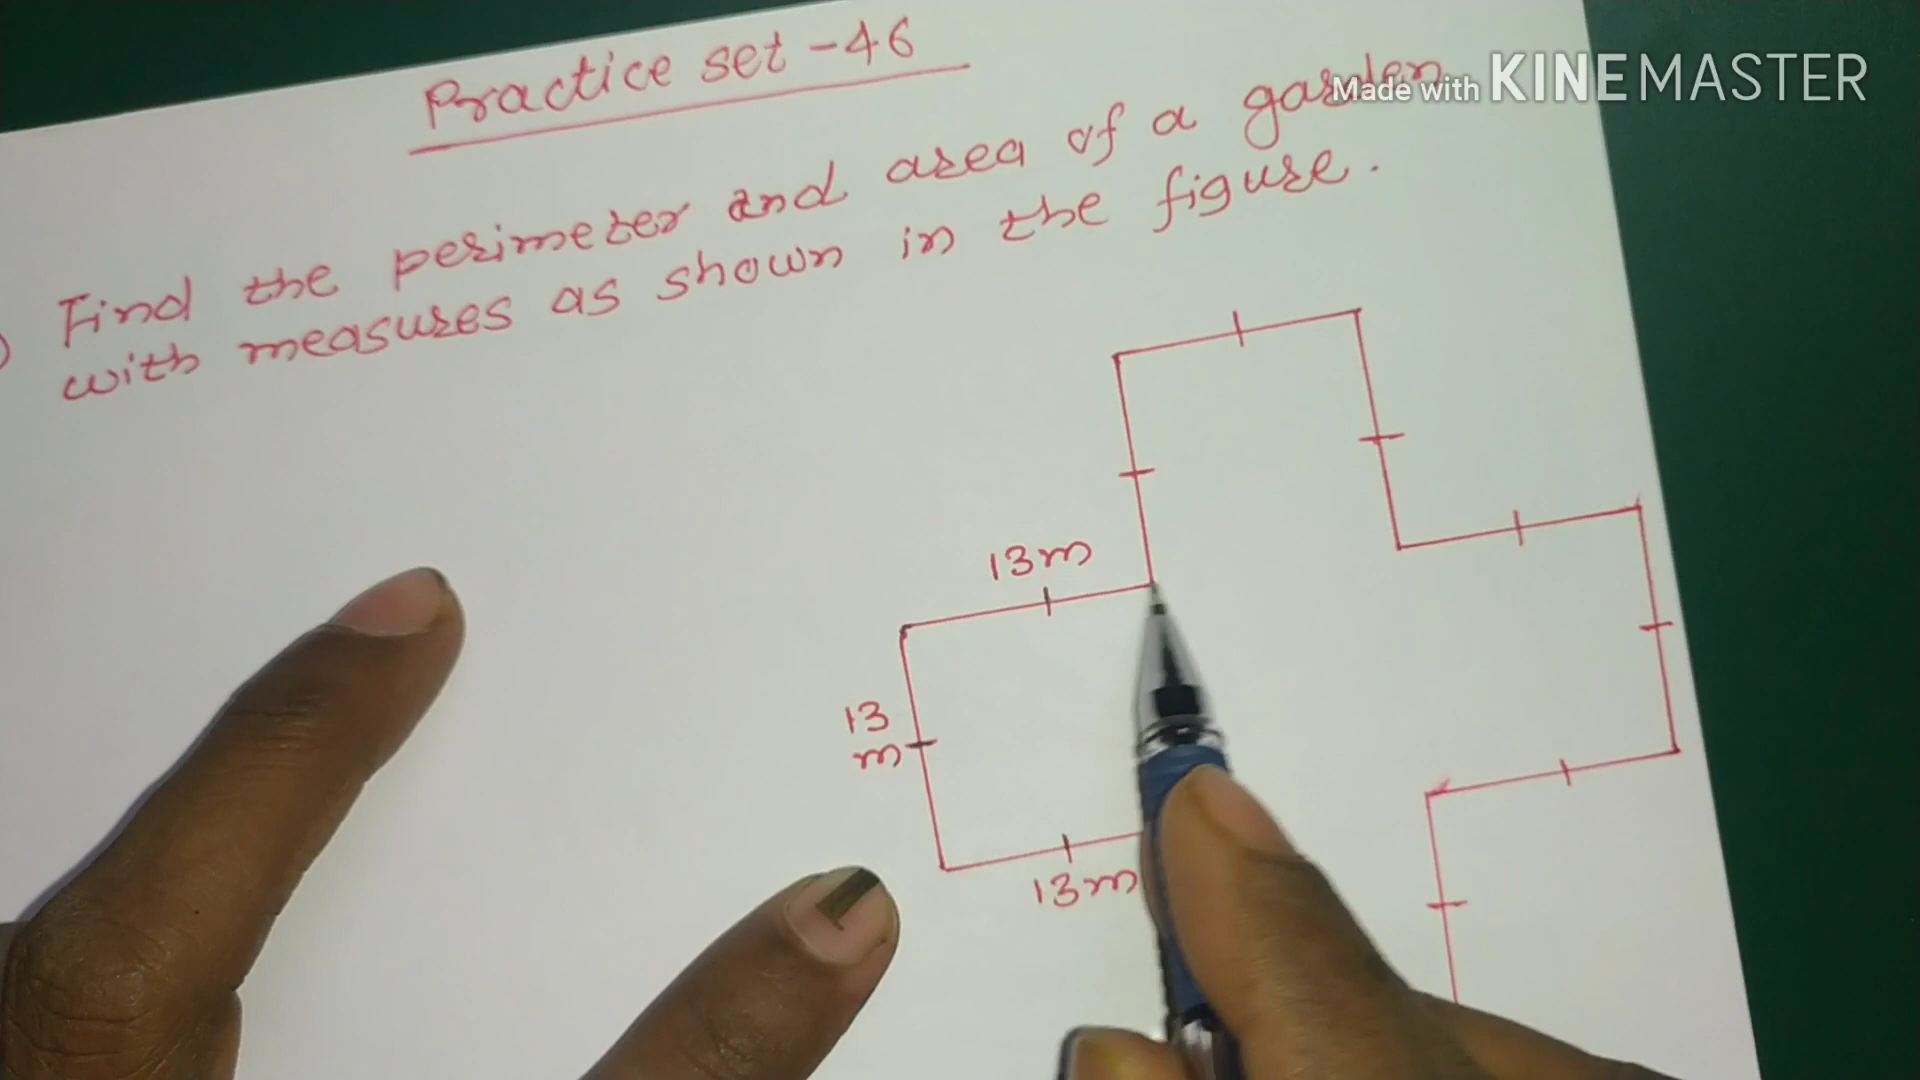 Practice set - 46
Made with KINEMASTER
Find the perimeter and area of a garden
with measures as shown in the figure.
13m
13
m
13m